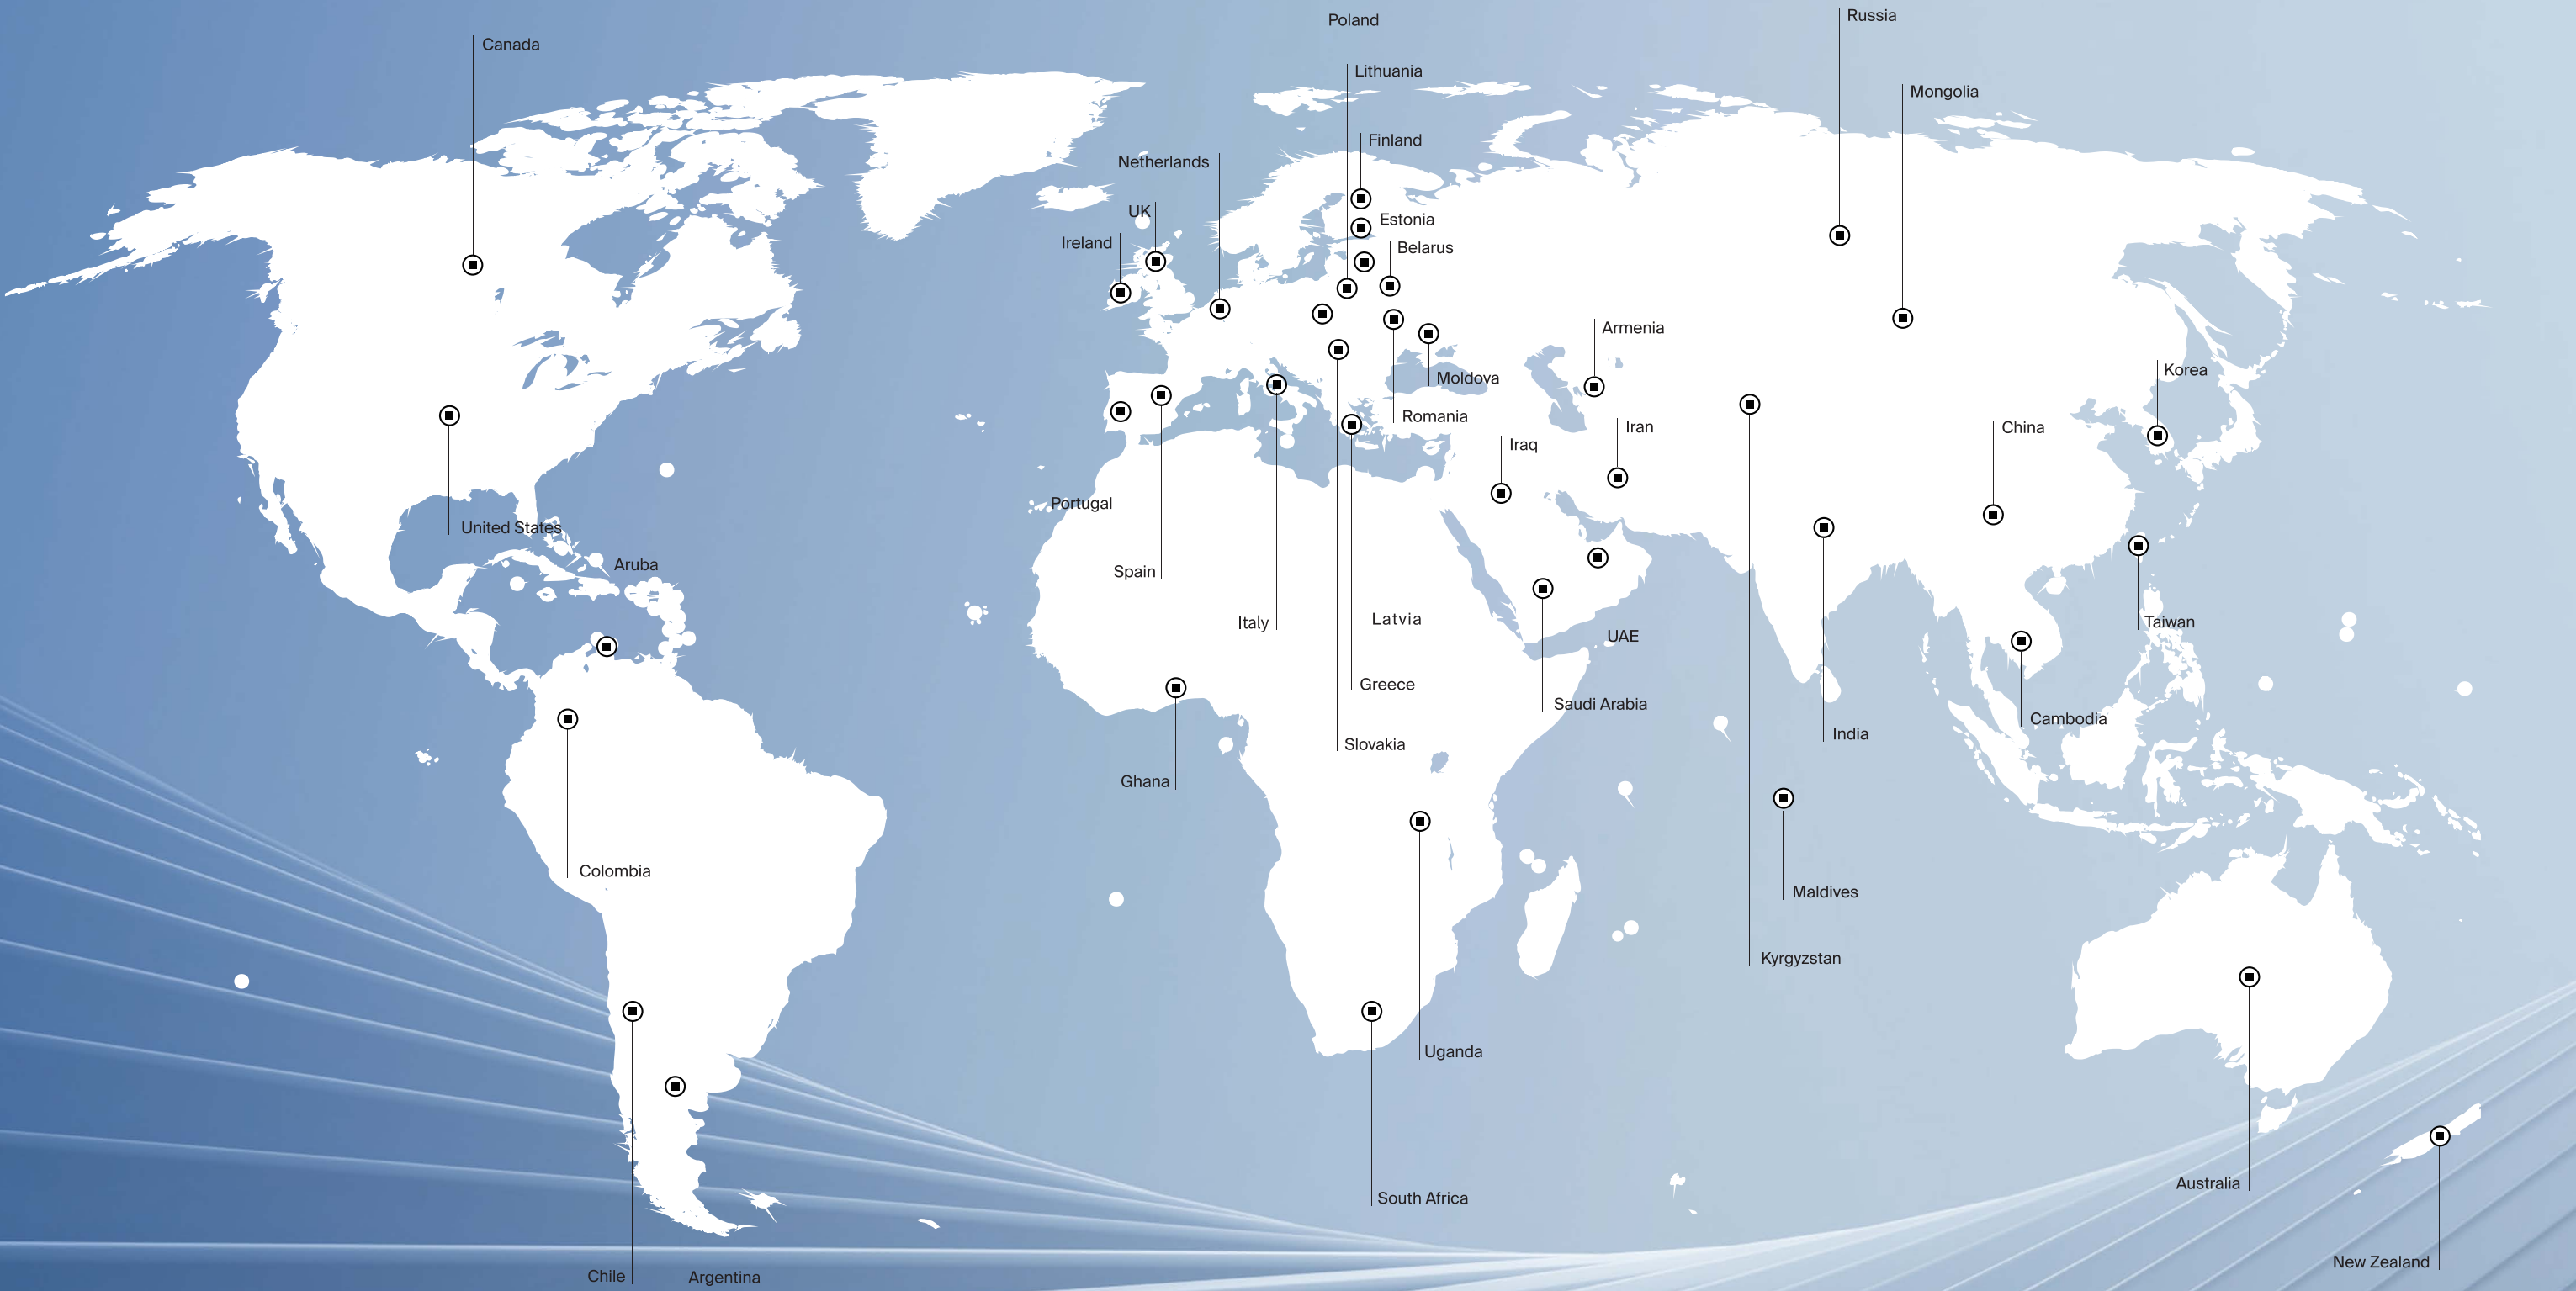 Russia
Poland
Canada
Lithuania
Mongolia
Finland
Netherlands
UK
Estonia
Ireland
Belarus
Armenia
Korea
Moldova
Romania
Iran
China
Iraq
Portugal
United States
Aruba
Spain
Latvia
Italy
Taiwan
UAE
Greece
Saudi Arabia
Cambodia
India
Slovakia
Ghana
Colombia
Maldives
Kyrgyzstan
Uganda
Australia
South Africa
New Zealand
Chile
Argentina